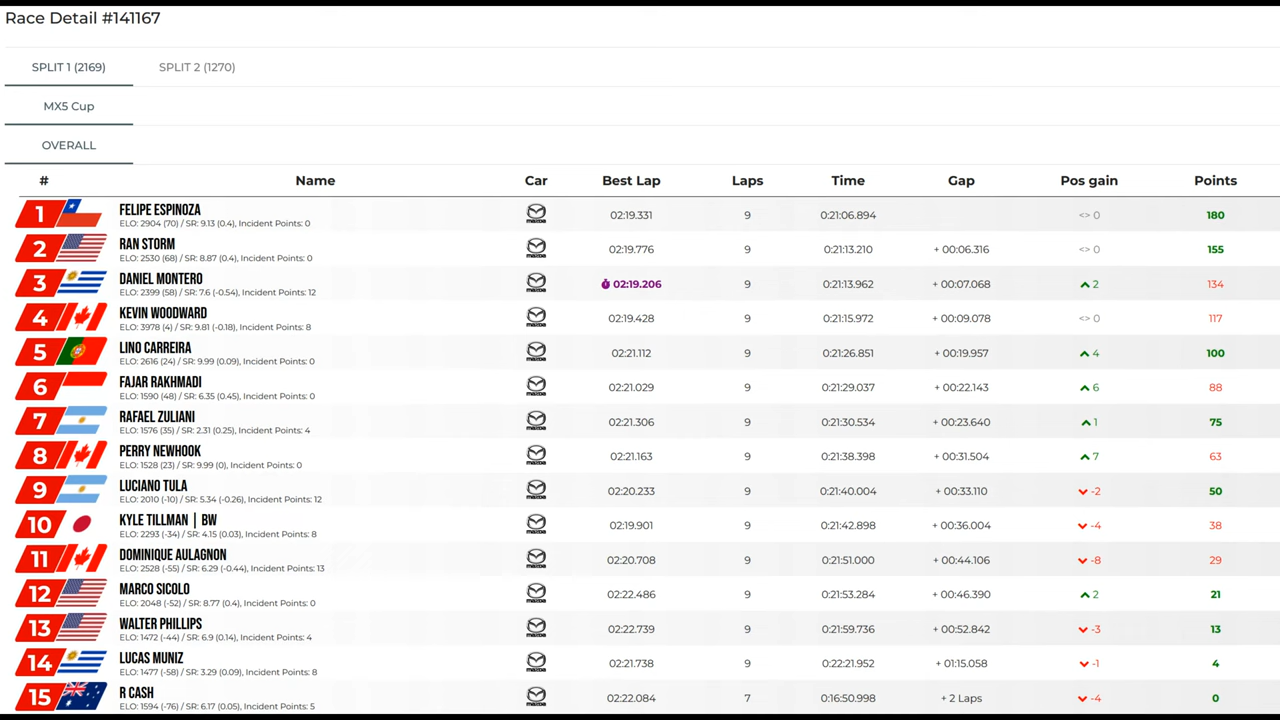 Race Detail #141167
SPLIT 1 (2169) SPLIT 2 (1270)
MX5 Cup
OVERALL
# Name Car Best Lap Laps Time Gap Pos gain Points
1 FELIPE ESPINOZA mazda 02:19.331 9 0:21:06.894 <> 0 180
ELO: 2904 (70) / SR: 9.13 (0.4), Incident Points: 0
2 RAN STORM mazda 02:19.776 9 0:21:13.210 + 00:06.316 <> 0 155
ELO: 2530 (68) / SR: 8.87 (0.4), Incident Points: 0
3 DANIEL MONTERO mazda 02:19.206 9 0:21:13.962 + 00:07.068 2 134
ELO: 2399 (58) / SR: 7.6 (-0.54), Incident Points: 12
4 KEVIN WOODWARD mazda 02:19.428 9 0:21:15.972 + 00:09.078 <> 0 117
ELO: 3978 (4) / SR: 9.81 (-0.18), Incident Points: 8
5 LINO CARREIRA mazda 02:21.112 9 0:21:26.851 + 00:19.957 4 100
ELO: 2616 (24) / SR: 9.99 (0.09), Incident Points: 0
6 FAJAR RAKHMADI mazda 02:21.029 9 0:21:29.037 + 00:22.143 6 88
ELO: 1590 (48) / SR: 6.35 (0.45), Incident Points: 0
7 RAFAEL ZULIANI mazda 02:21.306 9 0:21:30.534 + 00:23.640 1 75
ELO: 1576 (35) / SR: 2.31 (0.25), Incident Points: 4
8 PERRY NEWHOOK mazda 02:21.163 9 0:21:38.398 + 00:31.504 7 63
ELO: 1528 (23) / SR: 9.99 (0), Incident Points: 0
9 LUCIANO TULA mazda 02:20.233 9 0:21:40.004 + 00:33.110 -2 50
ELO: 2010 (-10) / SR: 5.34 (-0.26), Incident Points: 12
10 KYLE TILLMAN | BW mazda 02:19.901 9 0:21:42.898 + 00:36.004 -4 38
ELO: 2293 (-34) / SR: 4.15 (0.03), Incident Points: 8
11 DOMINIQUE AULAGNON mazda 02:20.708 9 0:21:51.000 + 00:44.106 -8 29
ELO: 2528 (-55) / SR: 6.29 (-0.44), Incident Points: 13
12 MARCO SICOLO mazda 02:22.486 9 0:21:53.284 + 00:46.390 2 21
ELO: 2048 (-52) / SR: 8.77 (0.4), Incident Points: 0
13 WALTER PHILLIPS mazda 02:22.739 9 0:21:59.736 + 00:52.842 -3 13
ELO: 1472 (-44) / SR: 6.9 (0.14), Incident Points: 4
14 LUCAS MUNIZ mazda 02:21.738 9 0:22:21.952 + 01:15.058 -1 4
ELO: 1477 (-58) / SR: 3.29 (0.09), Incident Points: 8
15 R CASH mazda 02:22.084 7 0:16:50.998 + 2 Laps -4 0
ELO: 1594 (-76) / SR: 6.17 (0.05), Incident Points: 5